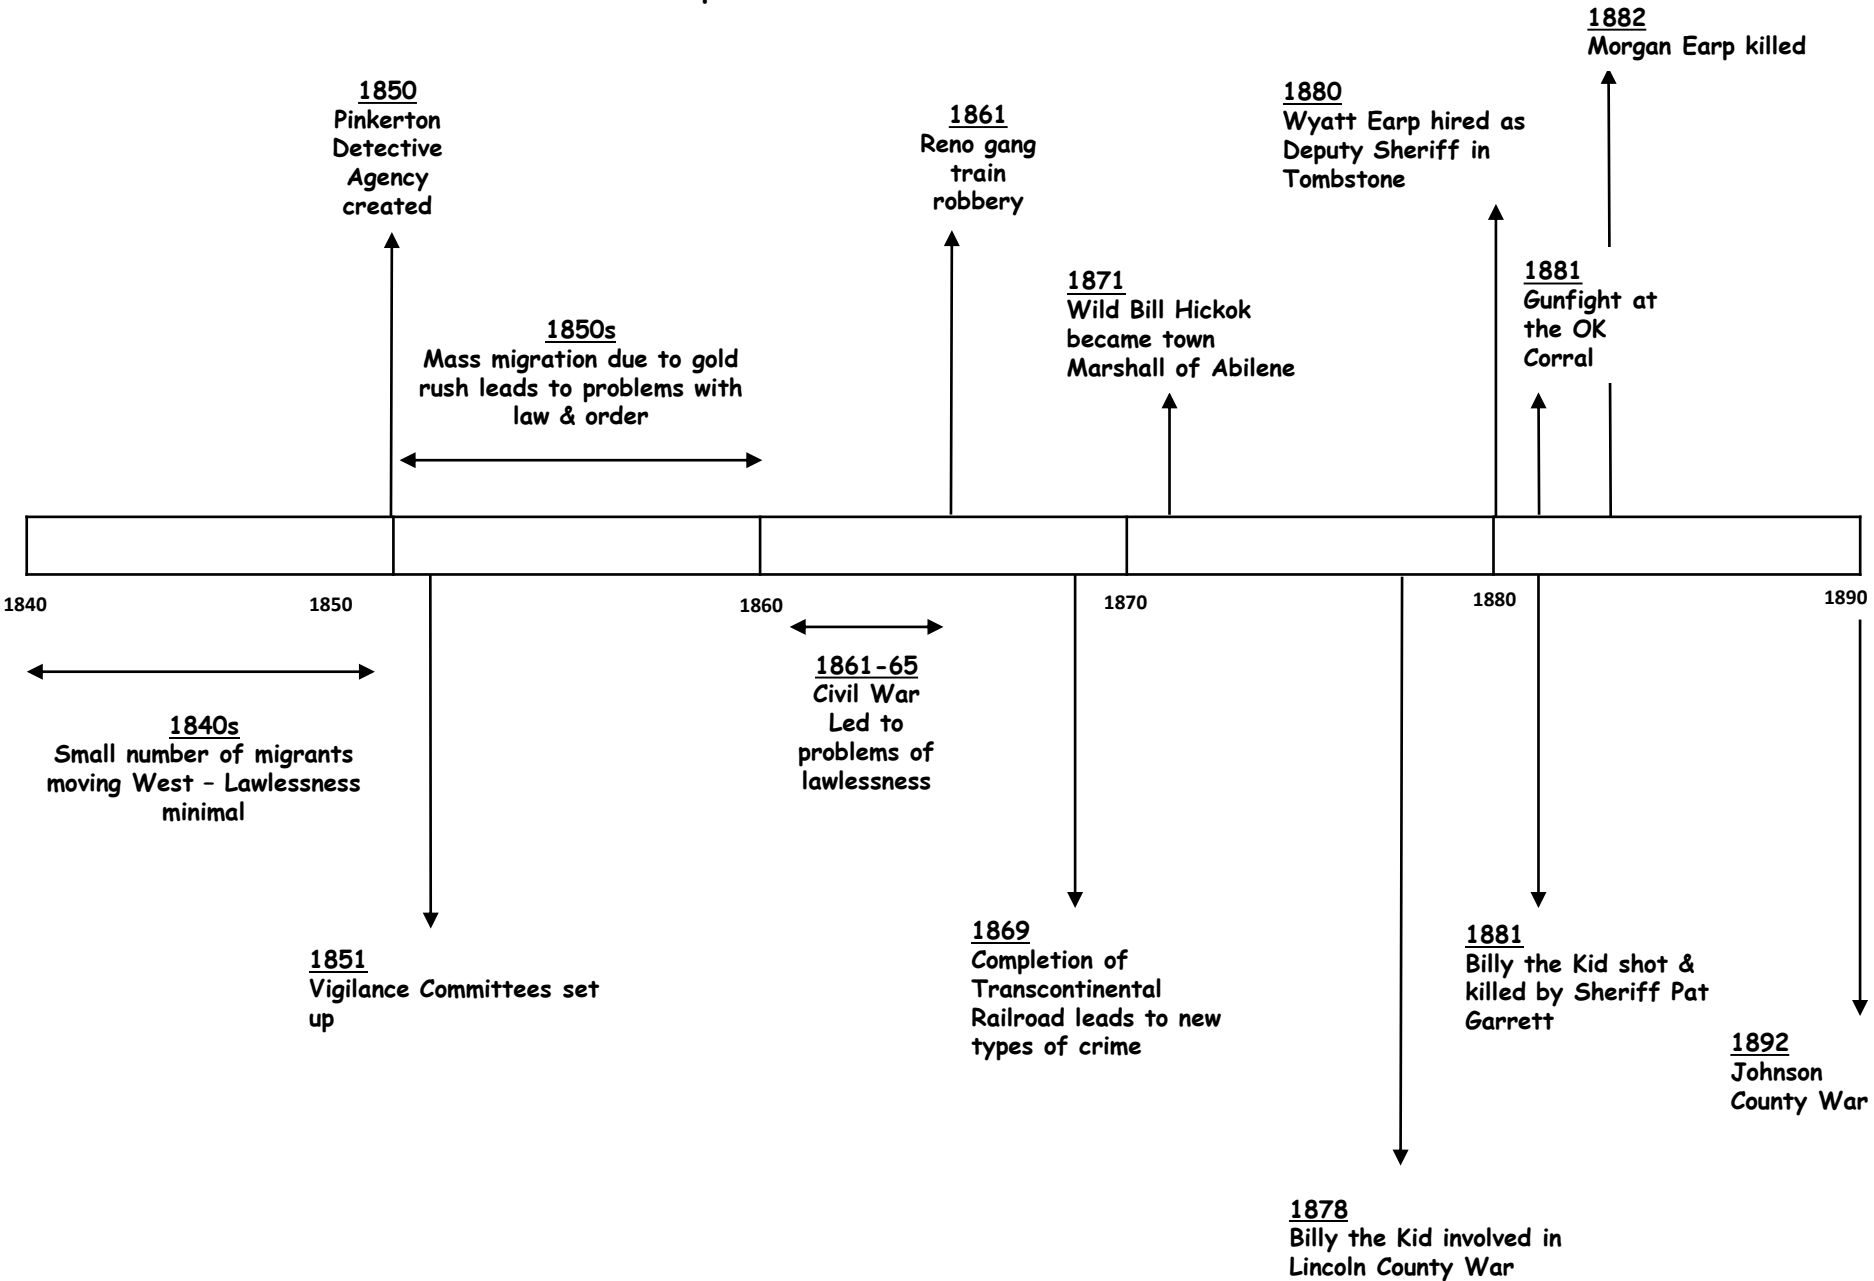 1882
Morgan Earp killed
1850
Pinkerton
Detective
Agency
created
1861
Reno gang
train
robbery
1880
Wyatt Earp hired as
Deputy Sheriff in
Tombstone
1871
Wild Bill Hickok
became town
Marshall of Abilene
1881
Gunfight at
the OK
Corral
1850s
Mass migration due to gold
rush leads to problems with
law & order
1840
1850
1860
1870
1880
1890
1840s
Small number of migrants
moving West – Lawlessness
minimal
1861-65
Civil War
Led to
problems of
lawlessness
1851
Vigilance Committees set
up
1869
Completion of
Transcontinental
Railroad leads to new
types of crime
1881
Billy the Kid shot &
killed by Sheriff Pat
Garrett
1892
Johnson
County War
1878
Billy the Kid involved in
Lincoln County War